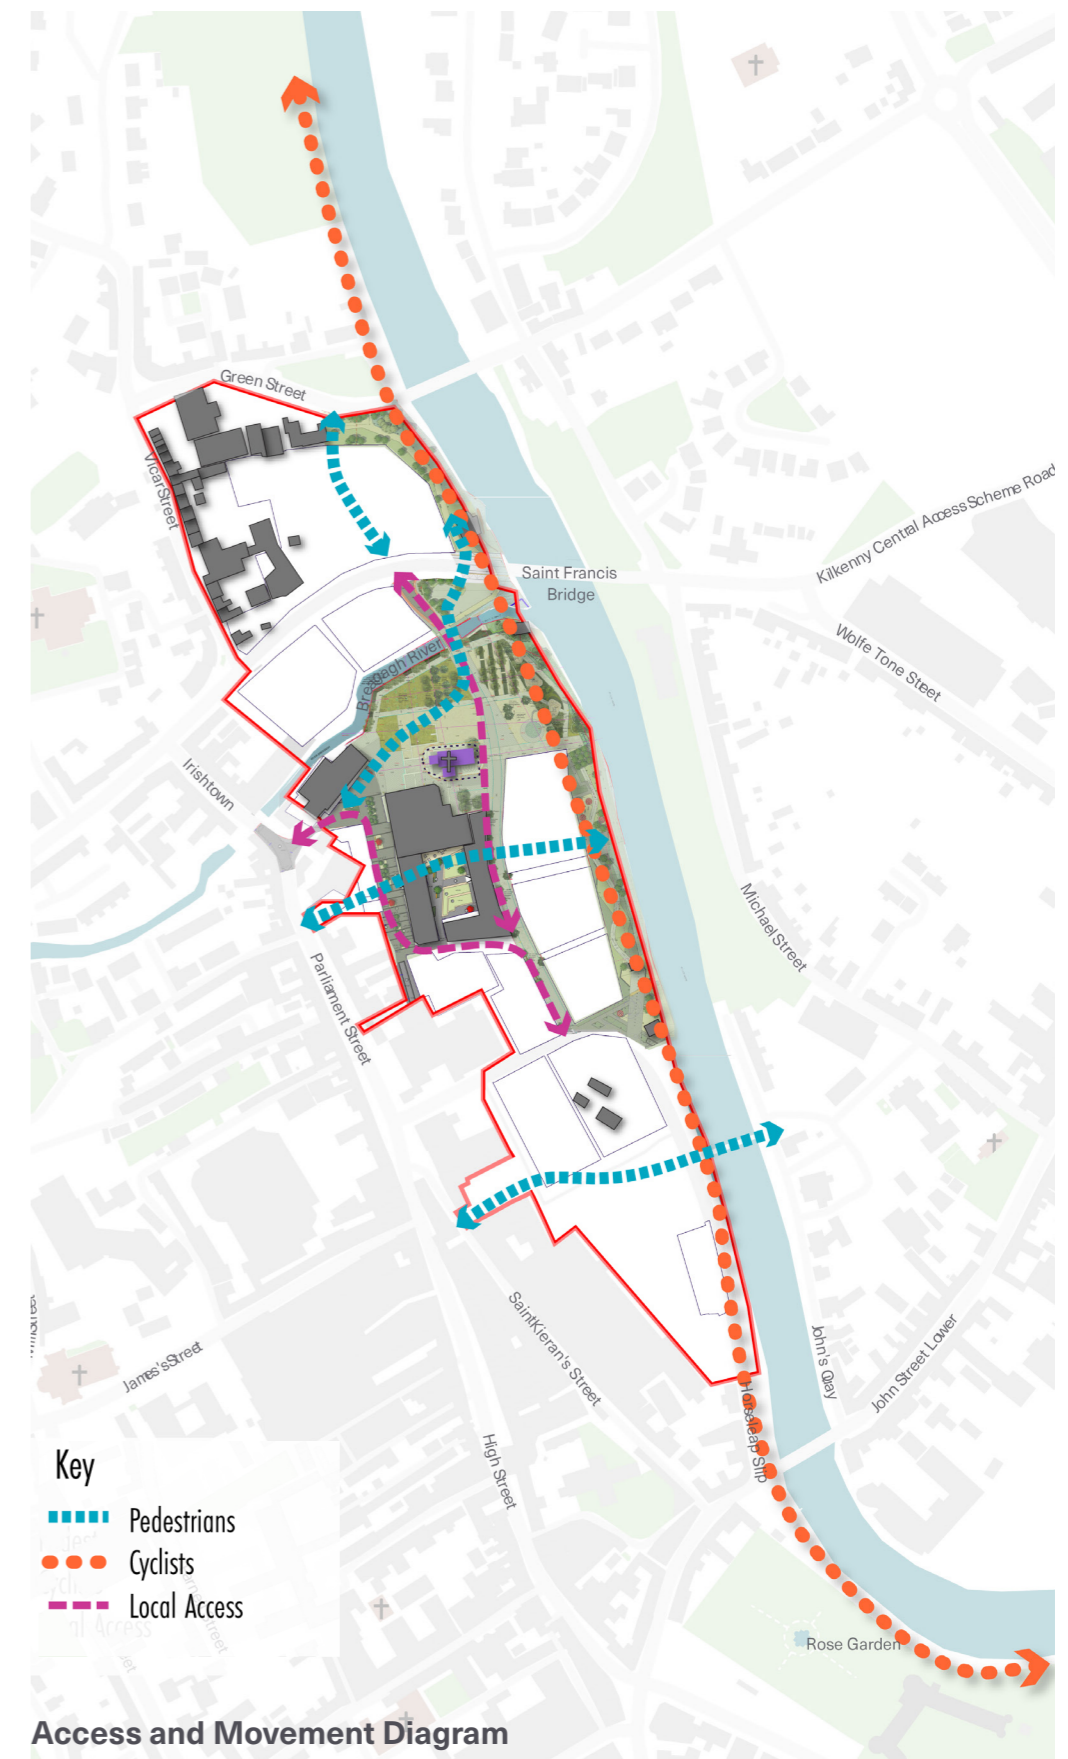 Green Street
Vicar Street
Saint Francis
Bridge
Kilkenny Central Access Scheme Road
Wolfe Tone Street
Breagagh River
Irishtown
Michael Street
Parliament Street
Saint Kieran's Street
James's Street
John's Quay
John Street Lower
Horseleap Slip
High Street
Key
Pedestrians
Cyclists
Local Access
Rose Garden
Access and Movement Diagram